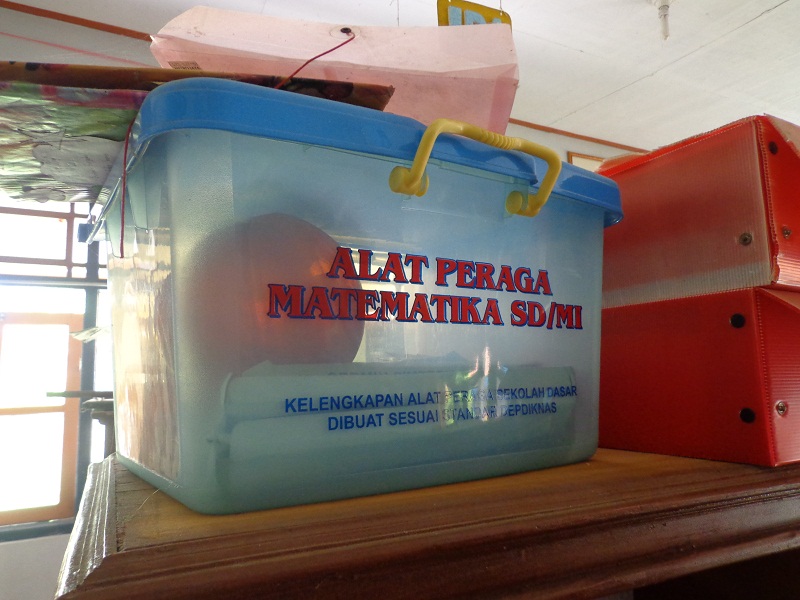 ALAT PERAGA
MATEMATIKA SD/MI
KELENGKAPAN ALAT PERAGA SEKOLAH DASAR
DIBUAT SESUAI STANDAR DEPDIKNAS